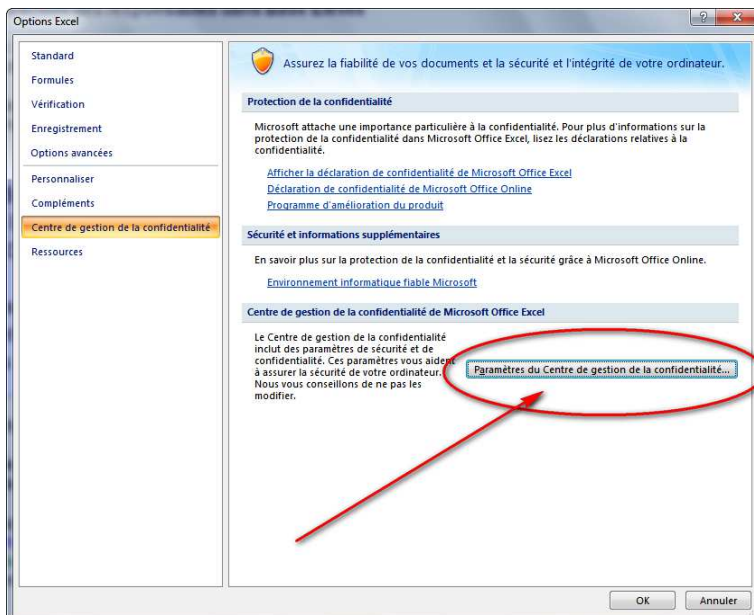 Options Excel
Standard
Formules
Vérification
Enregistrement
Options avancées
Personnaliser
Compléments
Centre de gestion de la confidentialité
Ressources
Assurez la fiabilité de vos documents et la sécurité et l'intégrité de votre ordinateur.
Protection de la confidentialité
Microsoft attache une importance particulière à la confidentialité. Pour plus d'informations sur la
protection de la confidentialité dans Microsoft Office Excel, lisez les déclarations relatives à la
confidentialité.
Afficher la déclaration de confidentialité de Microsoft Office Excel
Déclaration de confidentialité de Microsoft Office Online
Programme d'amélioration du produit
Sécurité et informations supplémentaires
En savoir plus sur la protection de la confidentialité et la sécurité grâce à Microsoft Office Online.
Environnement informatique fiable Microsoft
Centre de gestion de la confidentialité de Microsoft Office Excel
Le Centre de gestion de la confidentialité
inclut des paramètres de sécurité et de
confidentialité. Ces paramètres vous aident
à assurer la sécurité de votre ordinateur.
Nous vous conseillons de ne pas les
modifier.
Paramètres du Centre de gestion de la confidentialité...
OK
Annuler